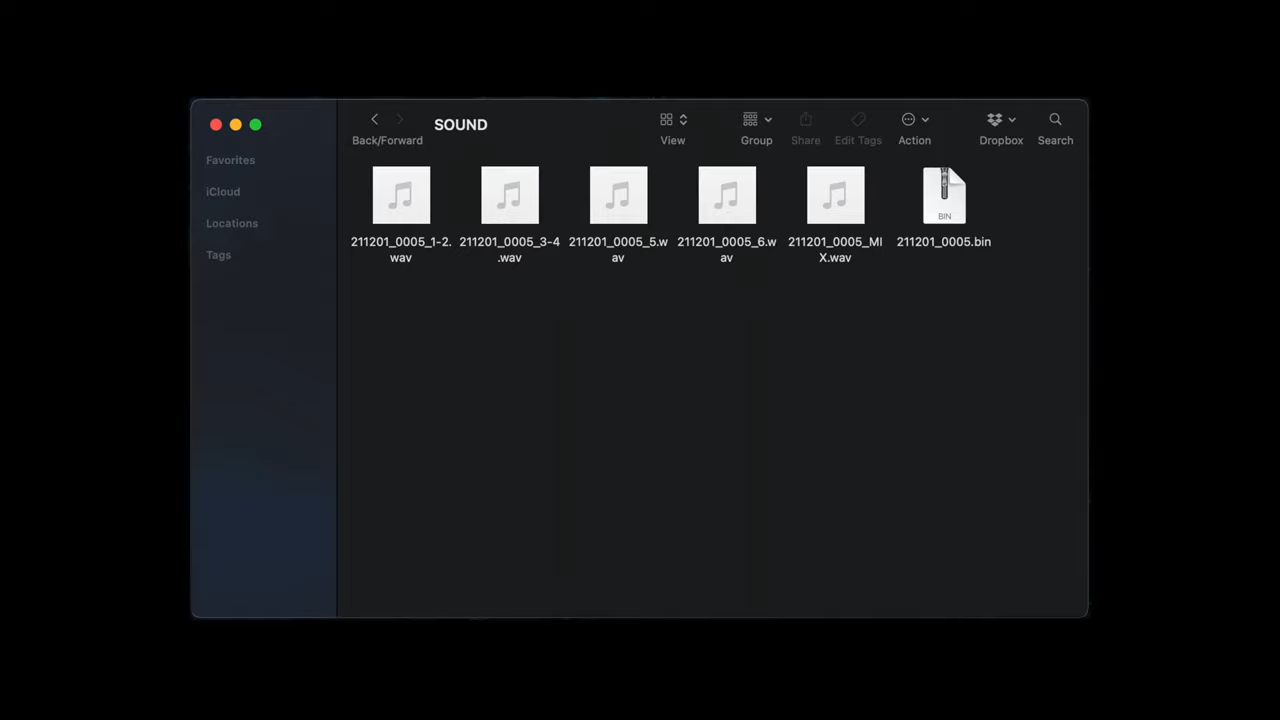 SOUND
Back/Forward
View
Group
Share
Edit Tags
Action
Dropbox
Search
Favorites
iCloud
Locations
Tags
211201_0005_1-2.
wav
211201_0005_3-4
.wav
211201_0005_5.w
av
211201_0005_6.w
av
211201_0005_MI
X.wav
BIN
211201_0005.bin